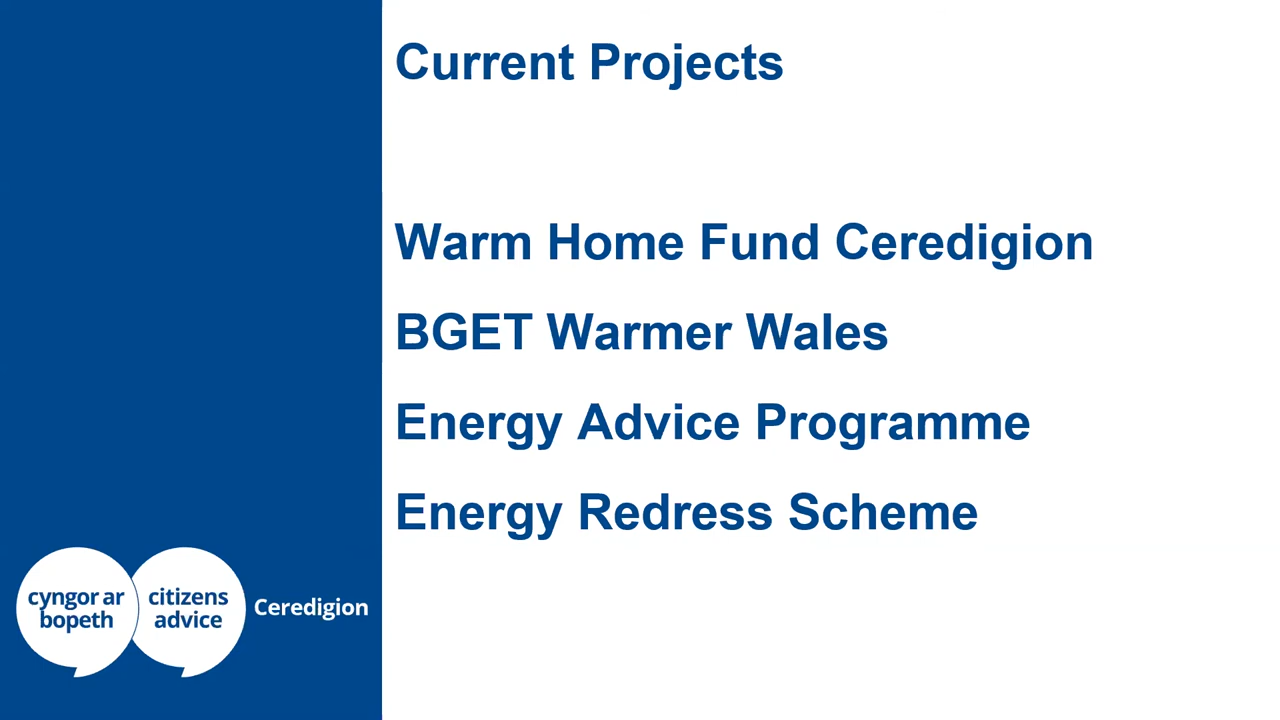 Current Projects
Warm Home Fund Ceredigion
BGET Warmer Wales
Energy Advice Programme
Energy Redress Scheme
cyngor ar
bopeth
citizens
advice
Ceredigion